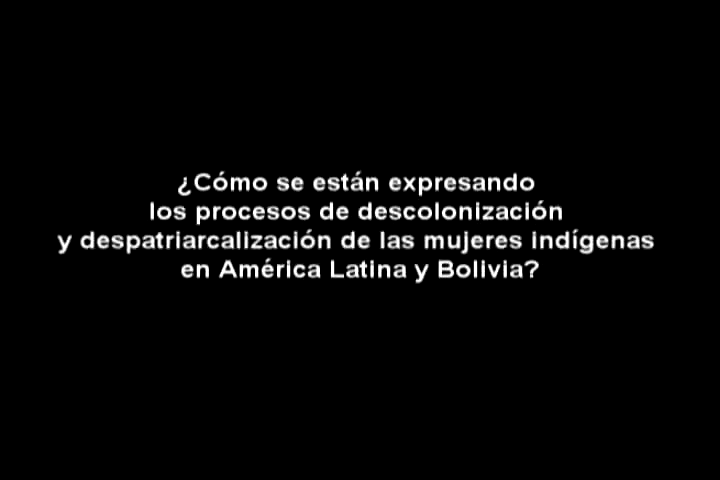 ¿Cómo se están expresando
los procesos de descolonización
y despatriarcalización de las mujeres indígenas
en América Latina y Bolivia?